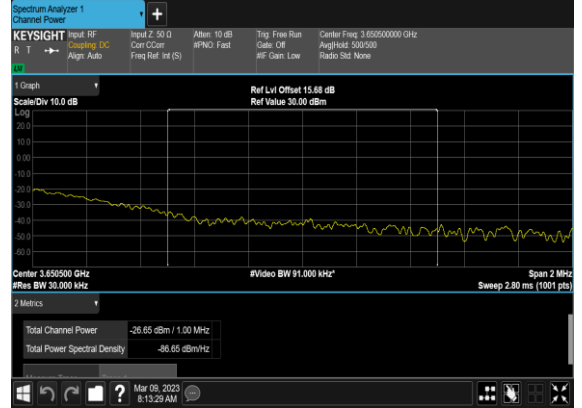 Spectrum Analyzer 1
Channel Power
+
KEYSIGHT
R T
Input: RF
Coupling: DC
Align: Auto
Input Z: 50 Ω
Corr CCorr
Freq Ref: Int (S)
Atten: 10 dB
#PNO: Fast
Trig: Free Run
Gate: Off
#IF Gain: Low
Center Freq: 3.650500000 GHz
Avg|Hold: 500/500
Radio Std: None
1 Graph
Scale/Div 10.0 dB
Ref Lvl Offset 15.68 dB
Ref Value 30.00 dBm
Log
20.0
10.0
0.00
-10.0
-20.0
-30.0
-40.0
-50.0
-60.0
Center 3.650500 GHz
#Res BW 30.000 kHz
#Video BW 91.000 kHz*
Span 2 MHz
Sweep 2.80 ms (1001 pts)
2 Metrics
Total Channel Power -26.65 dBm / 1.00 MHz
Total Power Spectral Density -86.65 dBm/Hz
?
Mar 09, 2023
8:13:29 AM